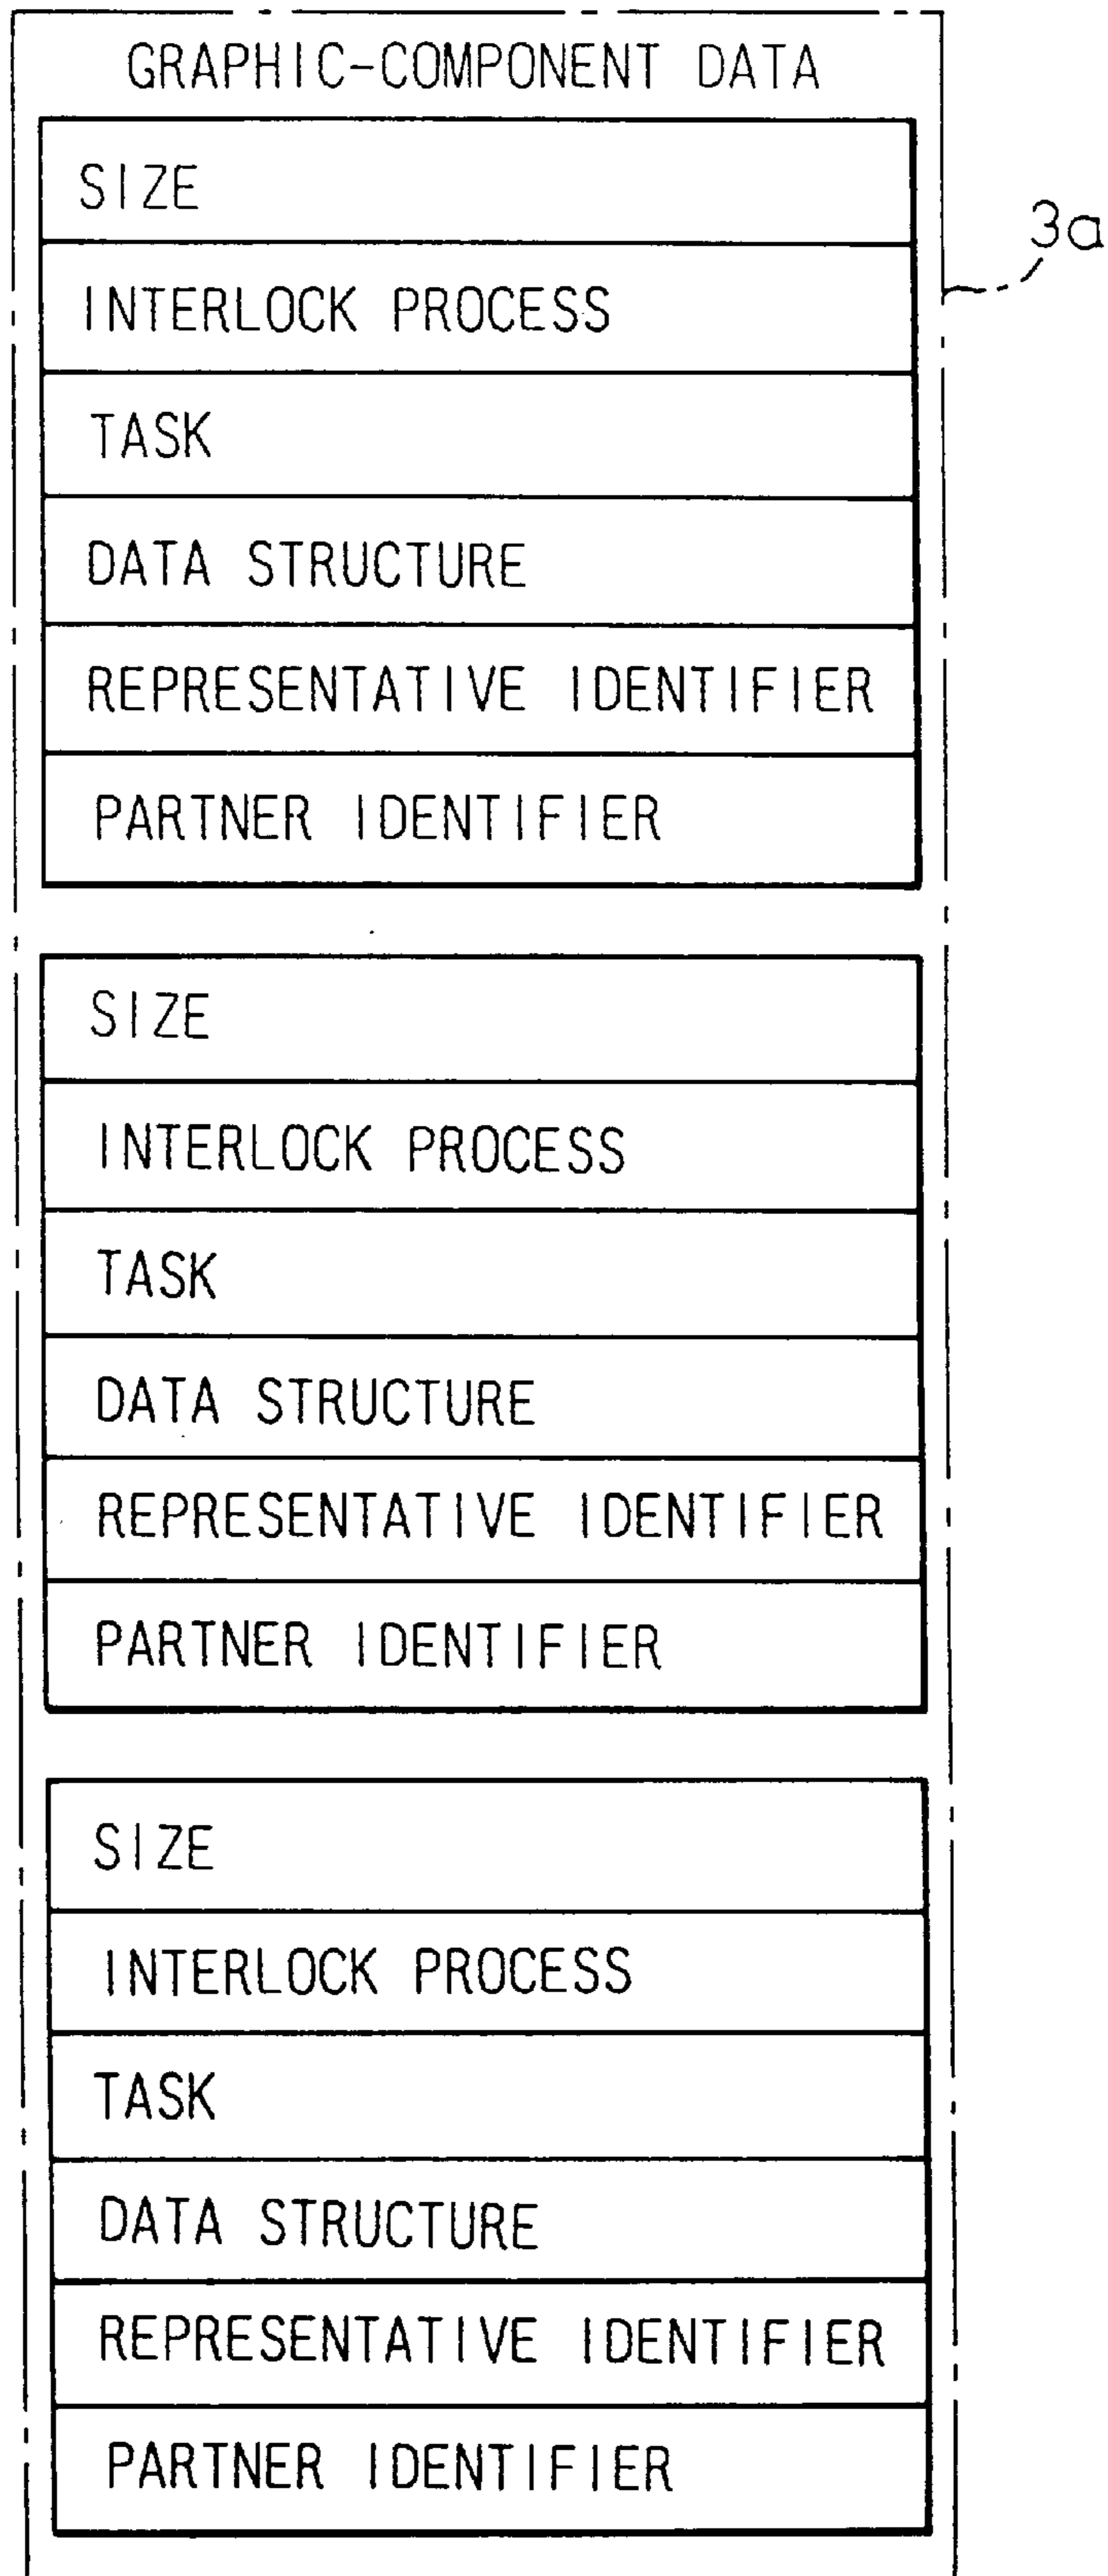 GRAPHIC-COMPONENT DATA
SIZE
3a
INTERLOCK PROCESS
TASK
DATA STRUCTURE
REPRESENTATIVE IDENTIFIER
PARTNER IDENTIFIER
SIZE
INTERLOCK PROCESS
TASK
DATA STRUCTURE
REPRESENTATIVE IDENTIFIER
PARTNER IDENTIFIER
SIZE
INTERLOCK PROCESS
TASK
DATA STRUCTURE
REPRESENTATIVE IDENTIFIER
PARTNER IDENTIFIER